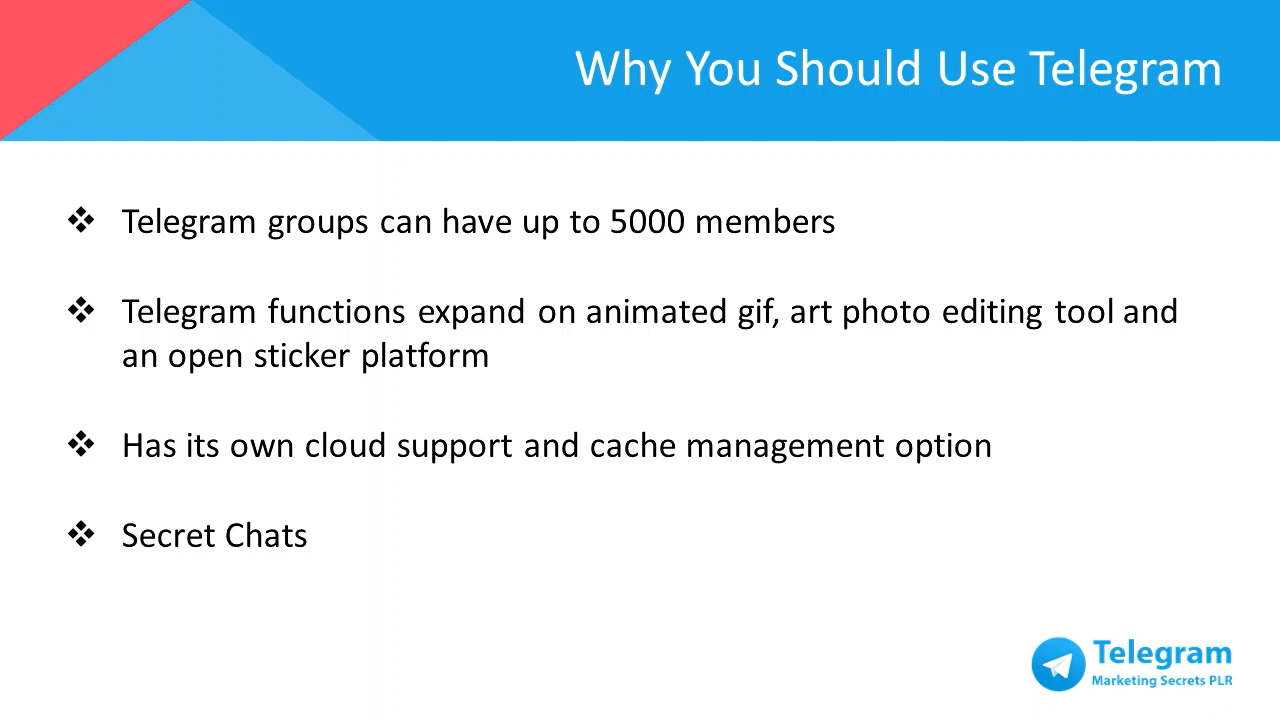 Why You Should Use Telegram
❖ Telegram groups can have up to 5000 members
❖ Telegram functions expand on animated gif, art photo editing tool and
an open sticker platform
❖ Has its own cloud support and cache management option
❖ Secret Chats
Telegram
Marketing Secrets PLR